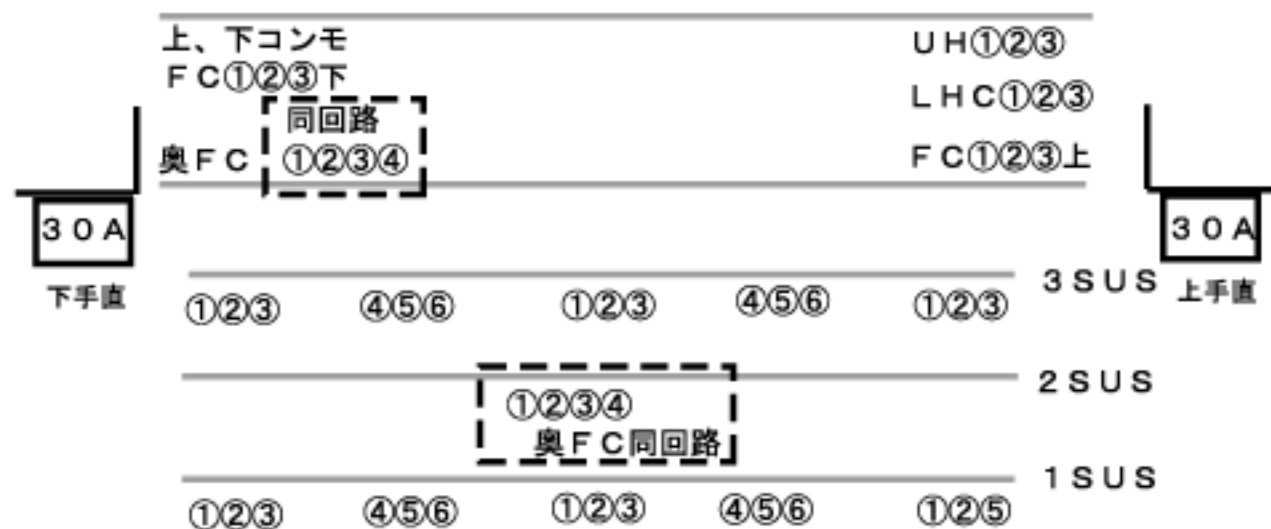 上、下コンモ
ＦＣ①②③下
ＵＨ①②③
ＬＨＣ①②③
同回路
奥ＦＣ ①②③④
ＦＣ①②③上
３０Ａ
下手直
３０Ａ
上手直
３ＳＵＳ
①②③ ④⑤⑥ ①②③ ④⑤⑥ ①②③
２ＳＵＳ
①②③④
奥ＦＣ同回路
１ＳＵＳ
①②③ ④⑤⑥ ①②③ ④⑤⑥ ①②⑤